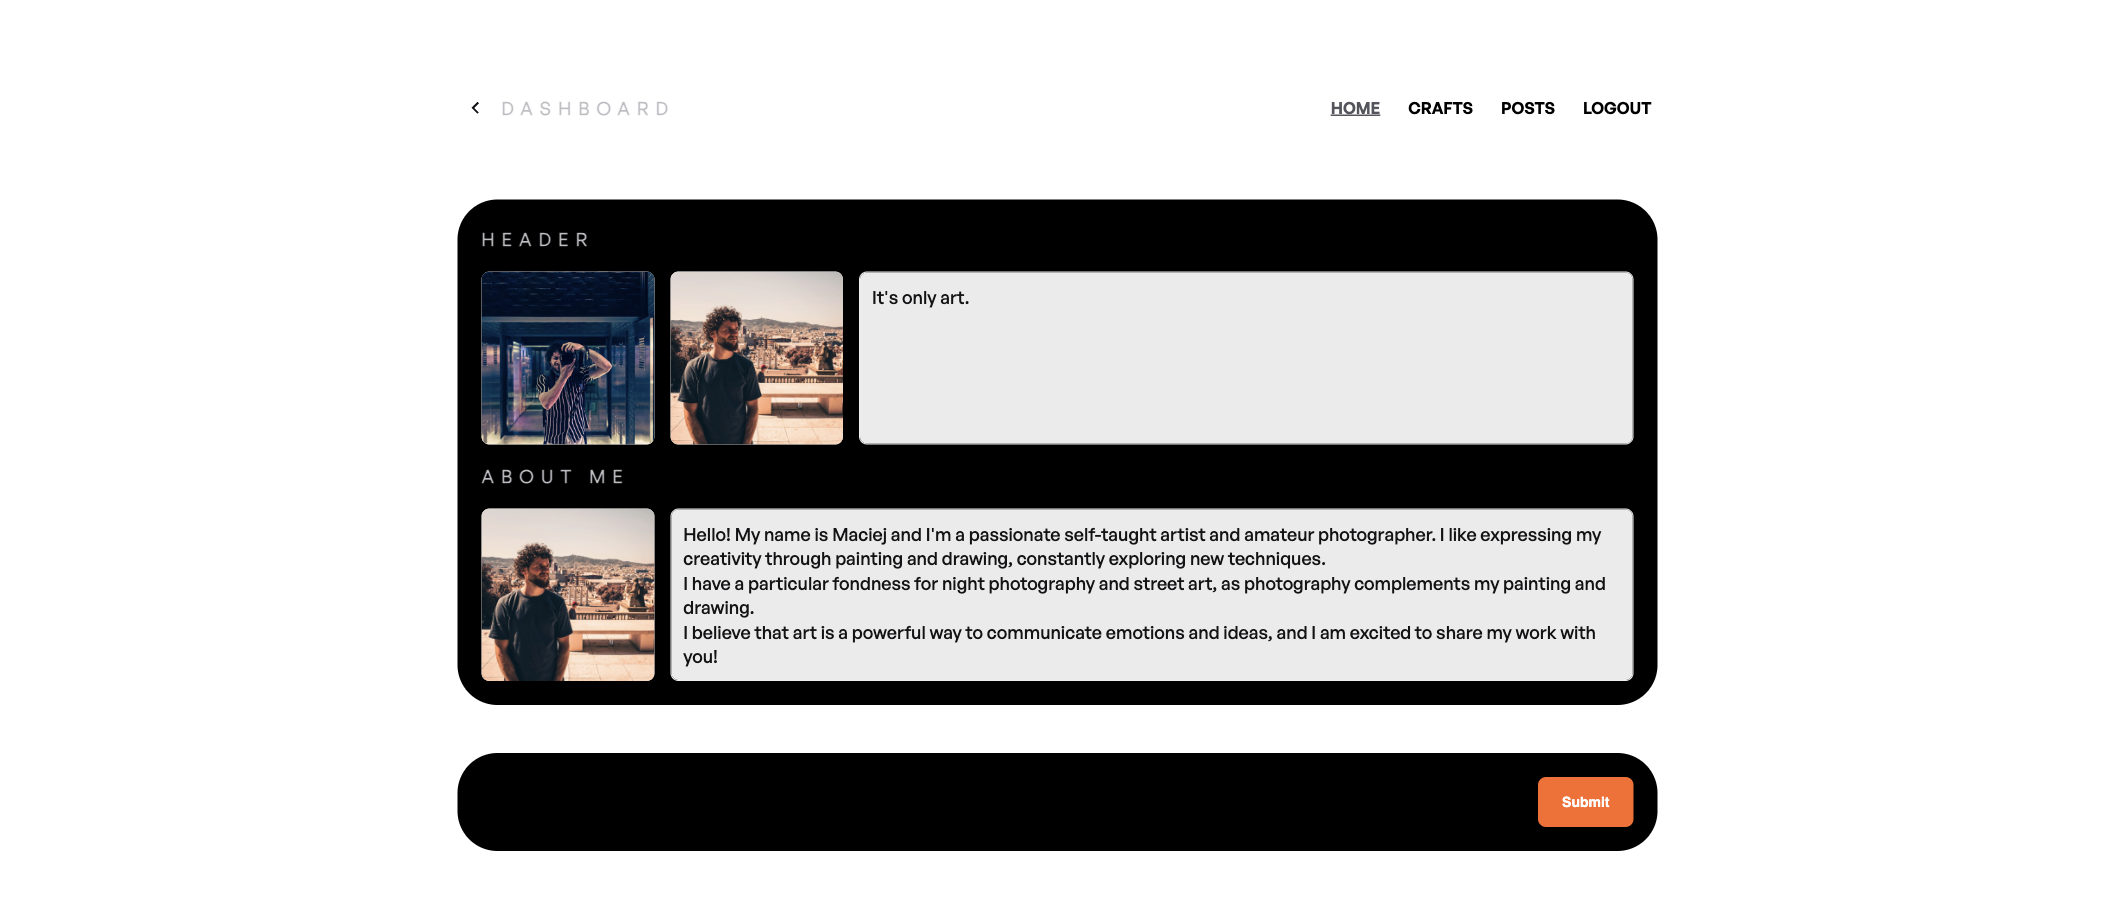 DASHBOARD
HOME CRAFTS POSTS LOGOUT
HEADER
It's only art.
ABOUT ME
Hello! My name is Maciej and I'm a passionate self-taught artist and amateur photographer. I like expressing my
creativity through painting and drawing, constantly exploring new techniques.
I have a particular fondness for night photography and street art, as photography complements my painting and
drawing.
I believe that art is a powerful way to communicate emotions and ideas, and I am excited to share my work with
you!
Submit